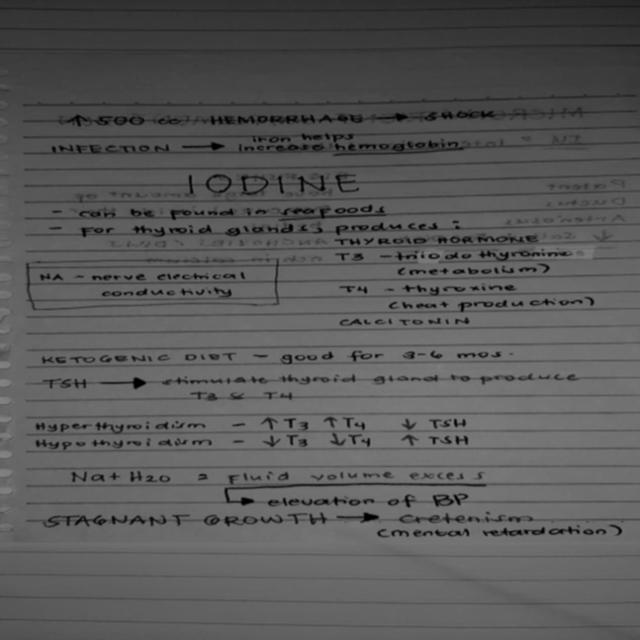 ↑ 500 cc HEMORRHAGE → SHOCK
iron helps
INFECTION → increase hemoglobin
IODINE
- can be found in seafoods
- for thyroid glands; produces:
THYROID HORMONE
T3 - triiodo thyronine
(metabolism)
NA - nerve electrical
conductivity
T4 - thyroxine
(heat production)
CALCITONIN
KETOGENIC DIET - good for 3-6 mos.
TSH → stimulate thyroid gland to produce
T3 & T4
Hyperthyroidism - ↑T3 ↑T4 ↓ TSH
Hypothyroidism - ↓T3 ↓T4 ↑ TSH
Na+ H2O = Fluid volume excess
↳ elevation of BP
STAGNANT GROWTH → Cretenism
(mental retardation)